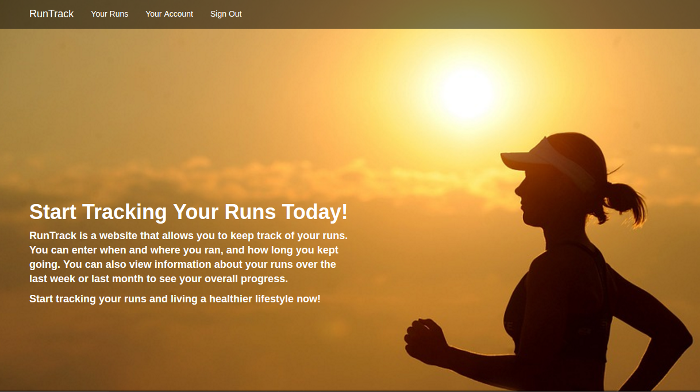 RunTrack Your Runs Your Account Sign Out
Start Tracking Your Runs Today!
RunTrack is a website that allows you to keep track of your runs.
You can enter when and where you ran, and how long you kept
going. You can also view information about your runs over the
last week or last month to see your overall progress.
Start tracking your runs and living a healthier lifestyle now!